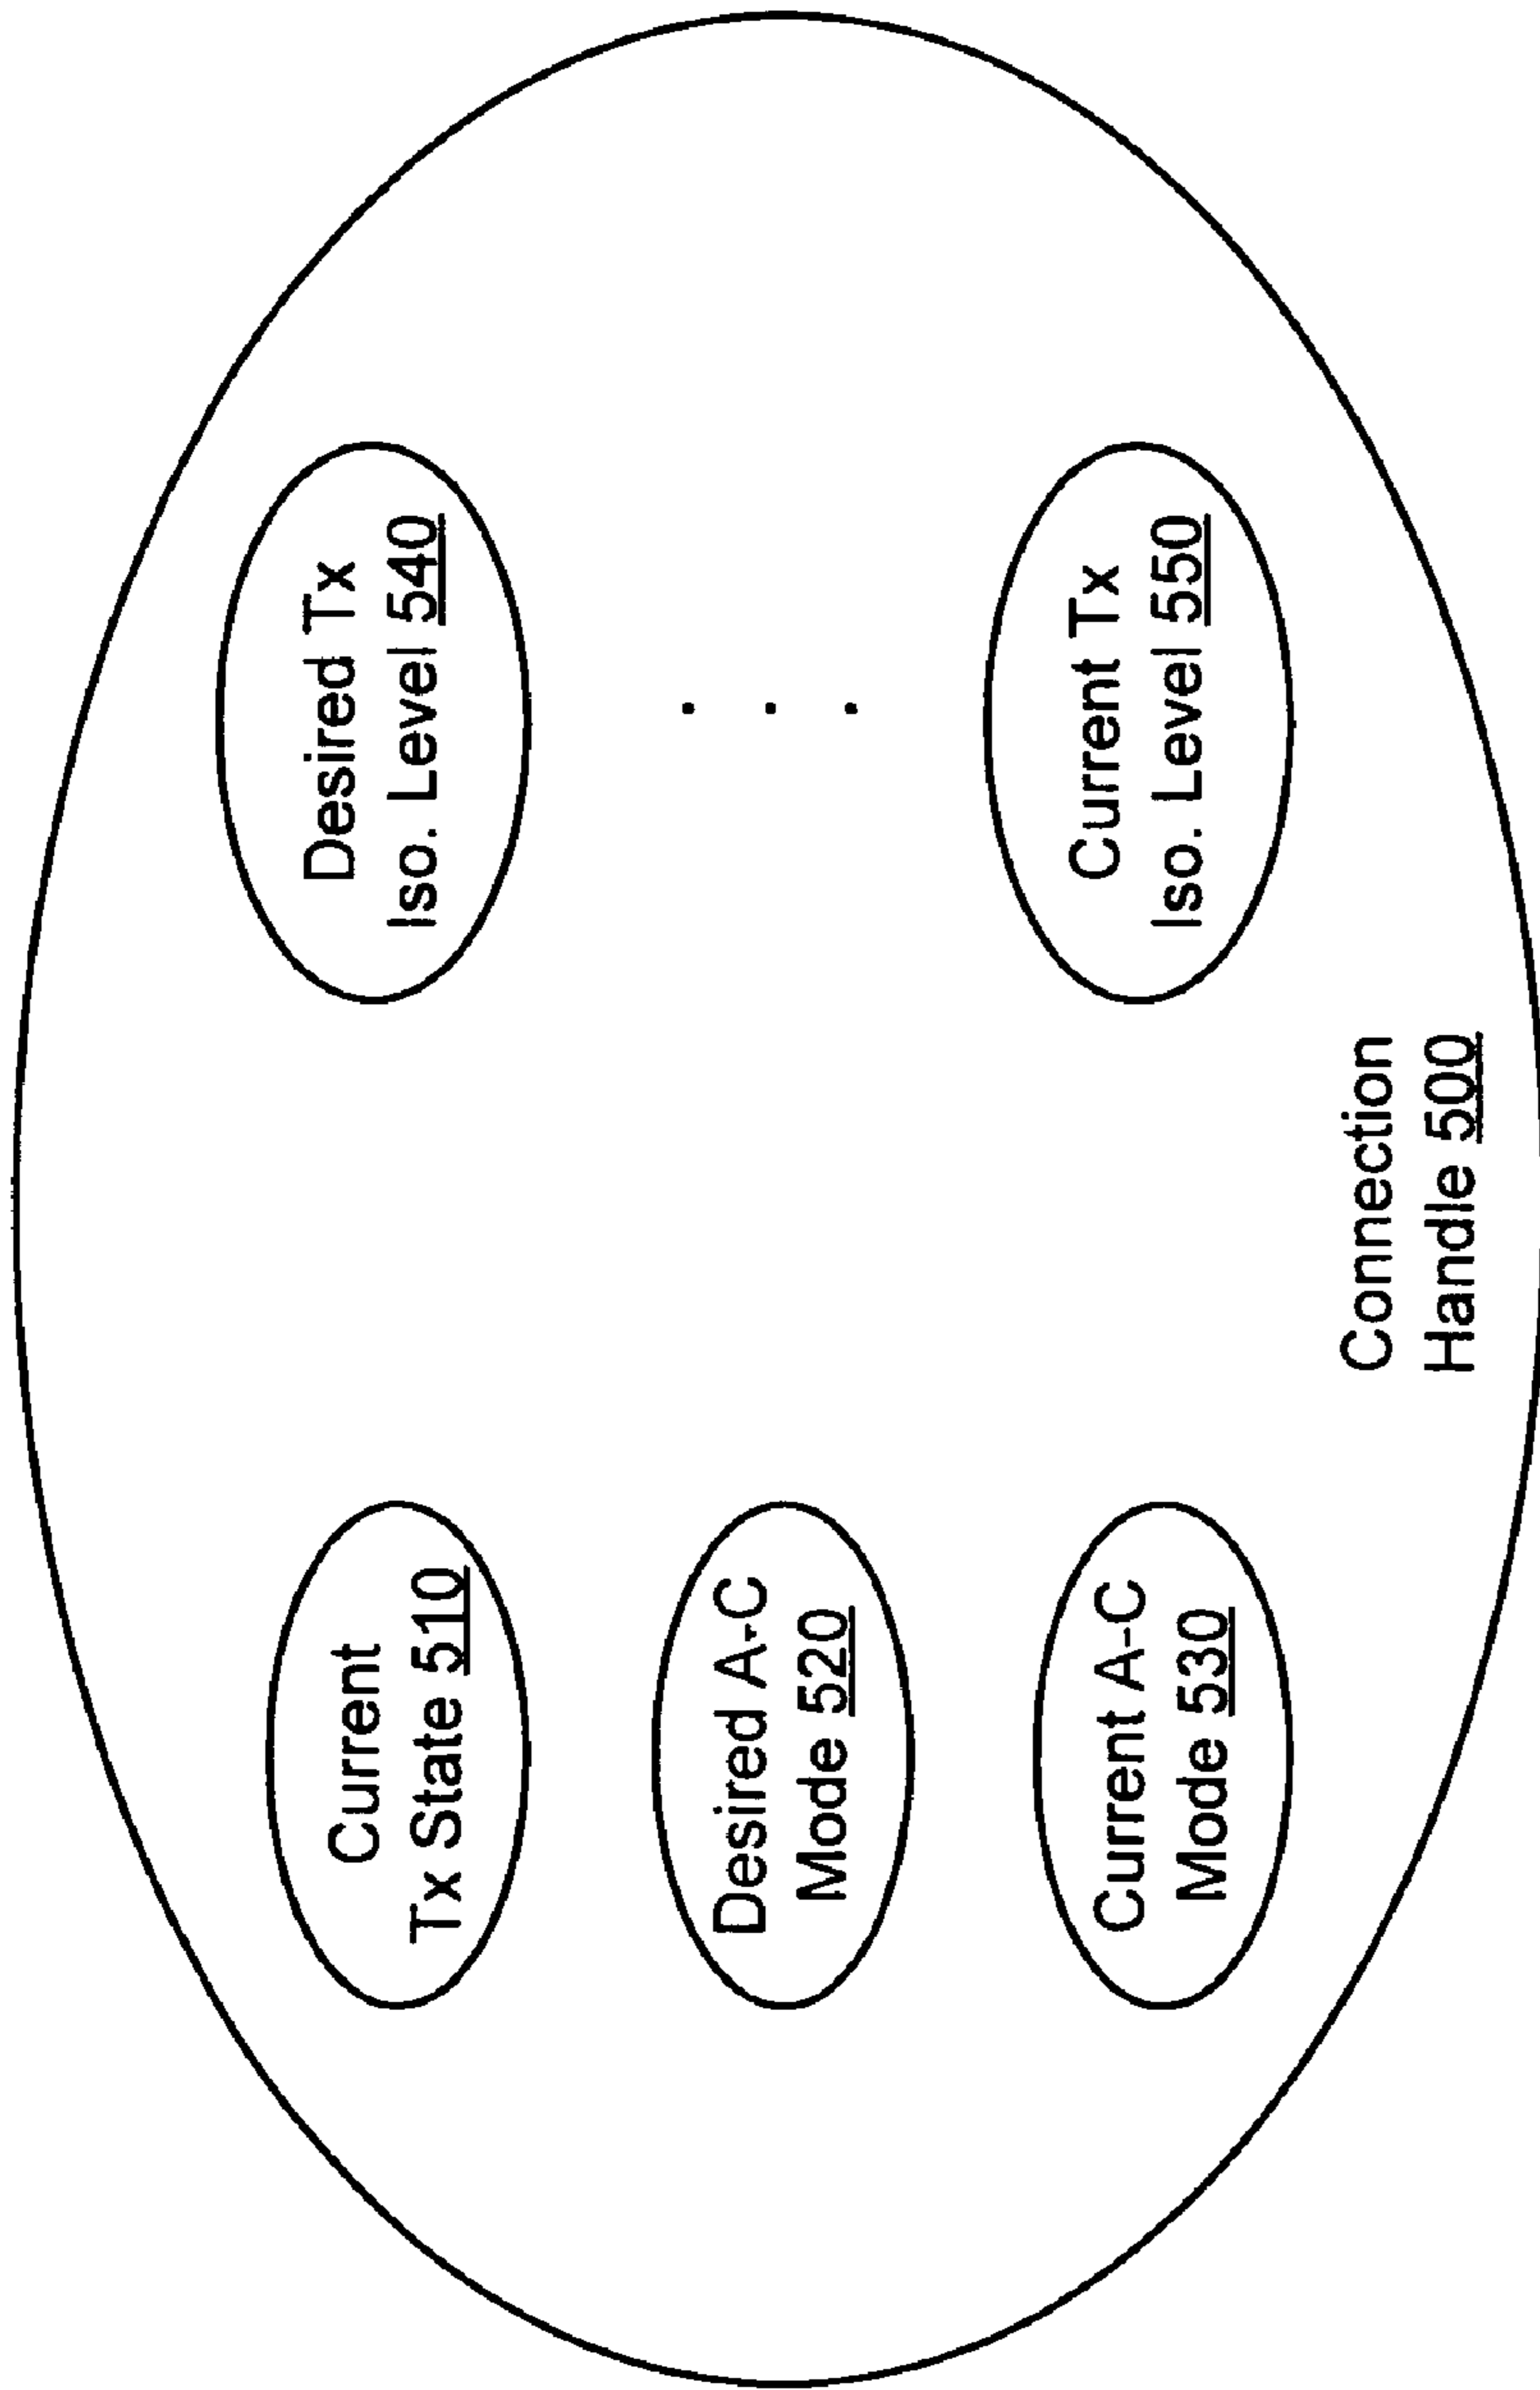 Current
Tx State 510
Desired A-C
Mode 520
Current A-C
Mode 530
Desired Tx
Iso. Level 540
. . .
Current Tx
Iso. Level 550
Connection
Handle 500